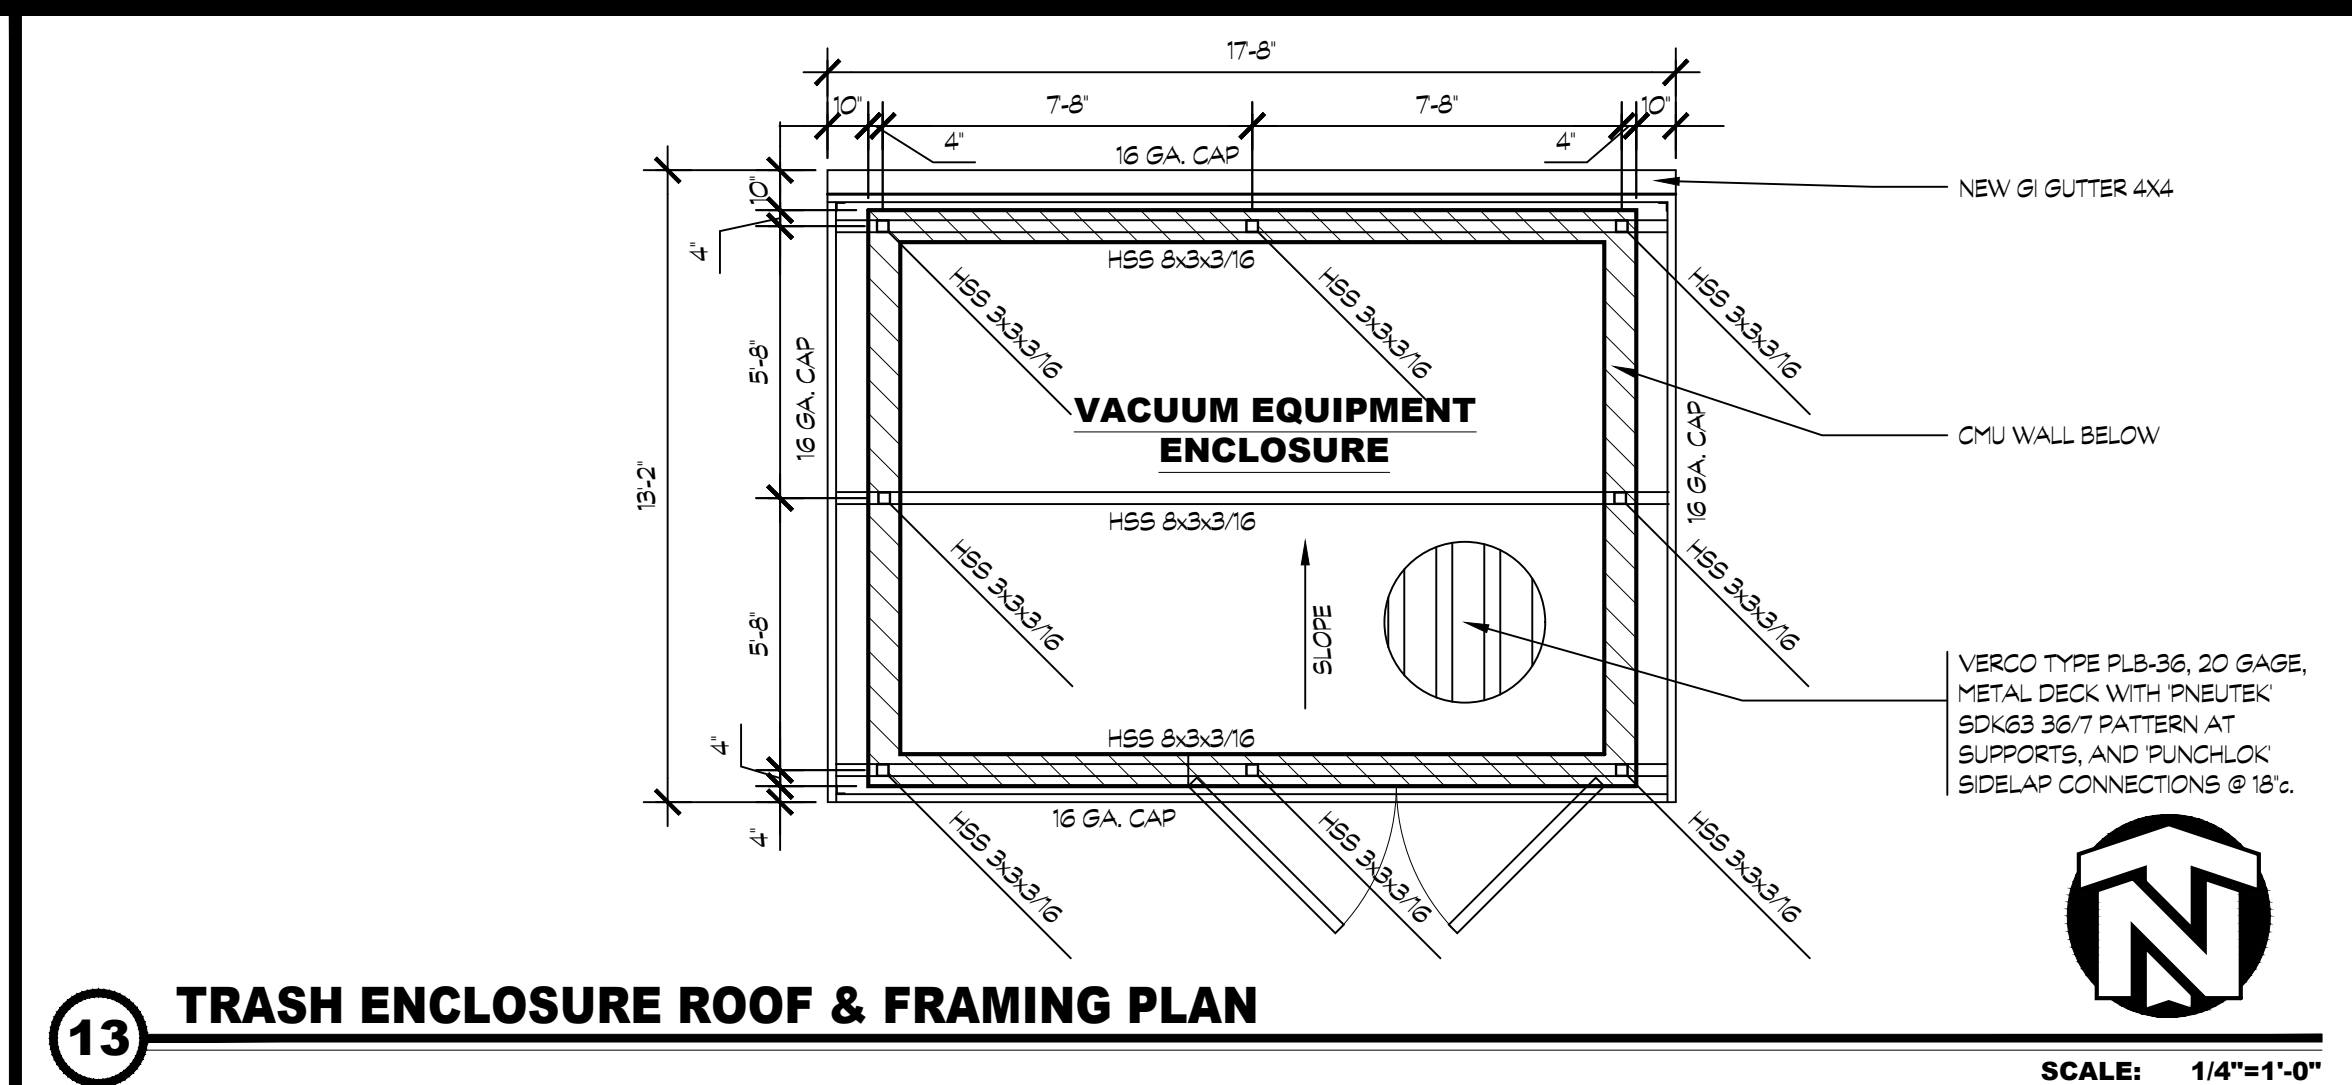 17'-8"
10"
7'-8"
7'-8"
10"
4"
4"
16 GA. CAP
NEW GI GUTTER 4X4
10"
4"
HSS 8x3x3/16
HSS 3x3x3/16
HSS 3x3x3/16
HSS 3x3x3/16
5'-8"
16 GA. CAP
VACUUM EQUIPMENT
ENCLOSURE
16 GA. CAP
CMU WALL BELOW
13'-2"
HSS 8x3x3/16
HSS 3x3x3/16
HSS 3x3x3/16
5'-8"
SLOPE
VERCO TYPE PLB-36, 20 GAGE,
METAL DECK WITH 'PNEUTEK'
SDK63 36/7 PATTERN AT
SUPPORTS, AND 'PUNCHLOK'
SIDELAP CONNECTIONS @ 18"c.
4"
HSS 8x3x3/16
4"
16 GA. CAP
HSS 3x3x3/16
HSS 3x3x3/16
HSS 3x3x3/16
N
13
TRASH ENCLOSURE ROOF & FRAMING PLAN
SCALE: 1/4"=1'-0"